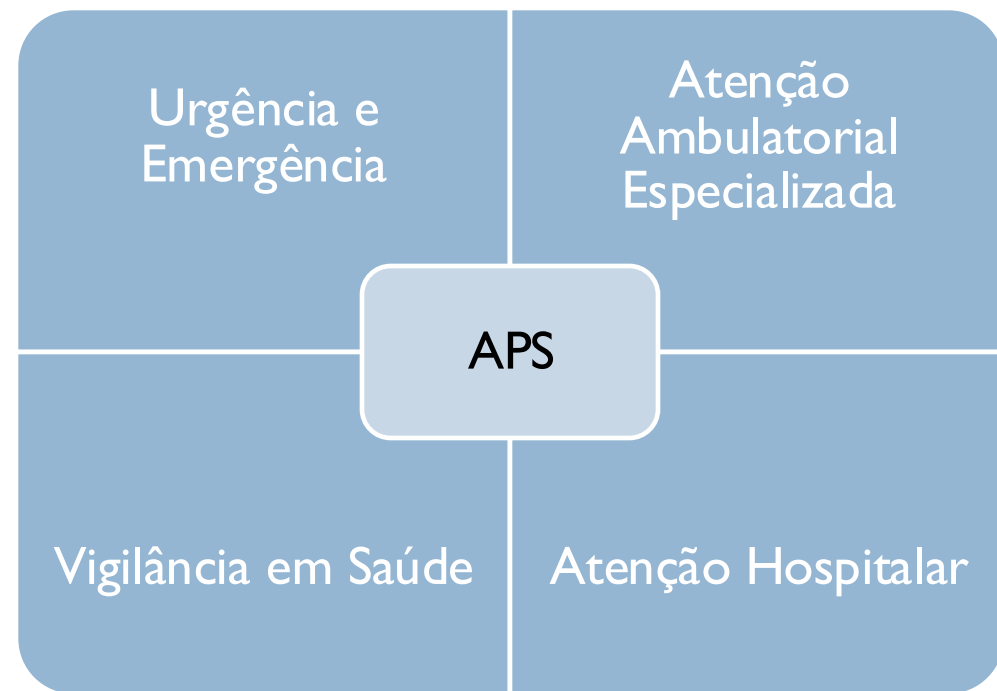 Urgência e
Emergência
Atenção
Ambulatorial
Especializada
APS
Vigilância em Saúde
Atenção Hospitalar